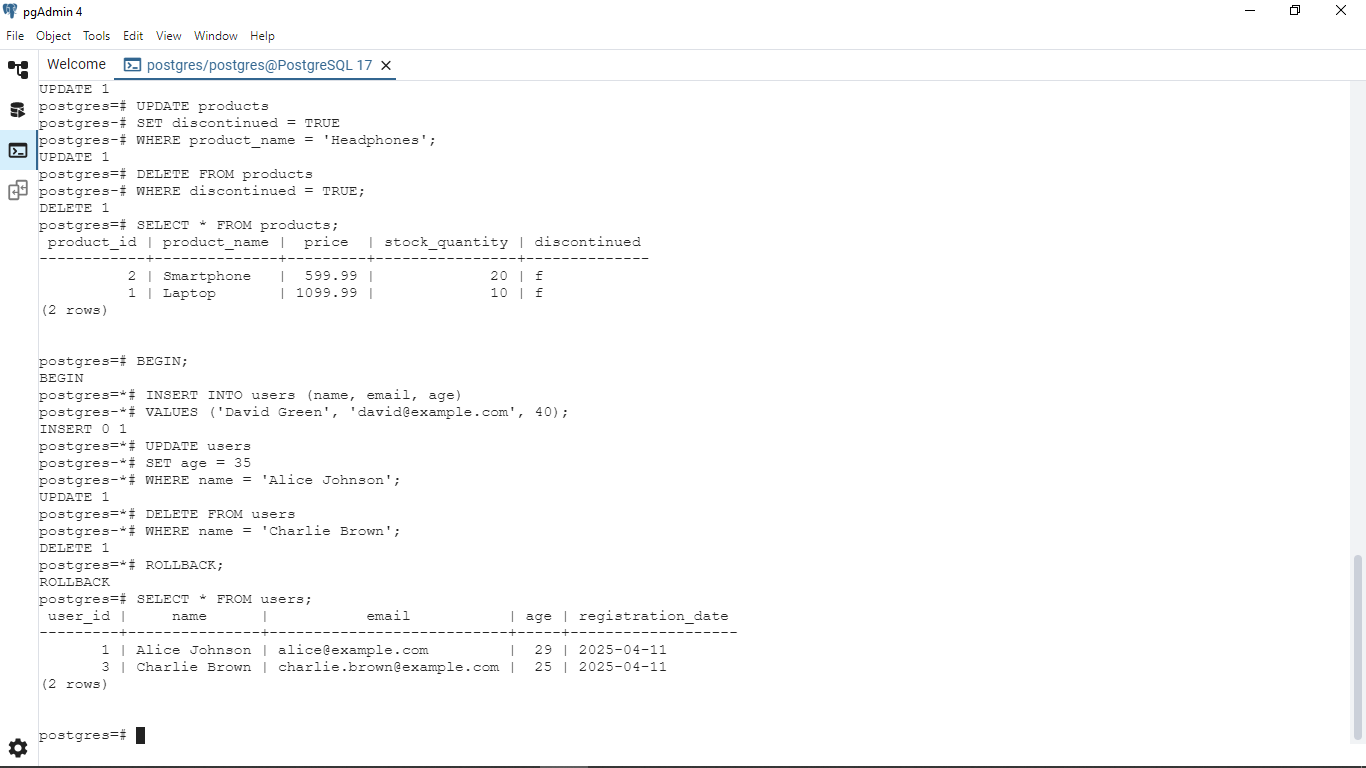 pgAdmin 4
File Object Tools Edit View Window Help
Welcome postgres/postgres@PostgreSQL 17
UPDATE 1
postgres=# UPDATE products
postgres-# SET discontinued = TRUE
postgres-# WHERE product_name = 'Headphones';
UPDATE 1
postgres=# DELETE FROM products
postgres-# WHERE discontinued = TRUE;
DELETE 1
postgres=# SELECT * FROM products;
 product_id | product_name |  price  | stock_quantity | discontinued
------------+--------------+---------+----------------+--------------
          2 | Smartphone   |  599.99 |             20 | f
          1 | Laptop       | 1099.99 |             10 | f
(2 rows)
postgres=# BEGIN;
BEGIN
postgres=*# INSERT INTO users (name, email, age)
postgres-*# VALUES ('David Green', 'david@example.com', 40);
INSERT 0 1
postgres=*# UPDATE users
postgres-*# SET age = 35
postgres-*# WHERE name = 'Alice Johnson';
UPDATE 1
postgres=*# DELETE FROM users
postgres-*# WHERE name = 'Charlie Brown';
DELETE 1
postgres=*# ROLLBACK;
ROLLBACK
postgres=# SELECT * FROM users;
 user_id |     name      |           email           | age | registration_date
---------+---------------+---------------------------+-----+-------------------
       1 | Alice Johnson | alice@example.com         |  29 | 2025-04-11
       3 | Charlie Brown | charlie.brown@example.com |  25 | 2025-04-11
(2 rows)
postgres=#